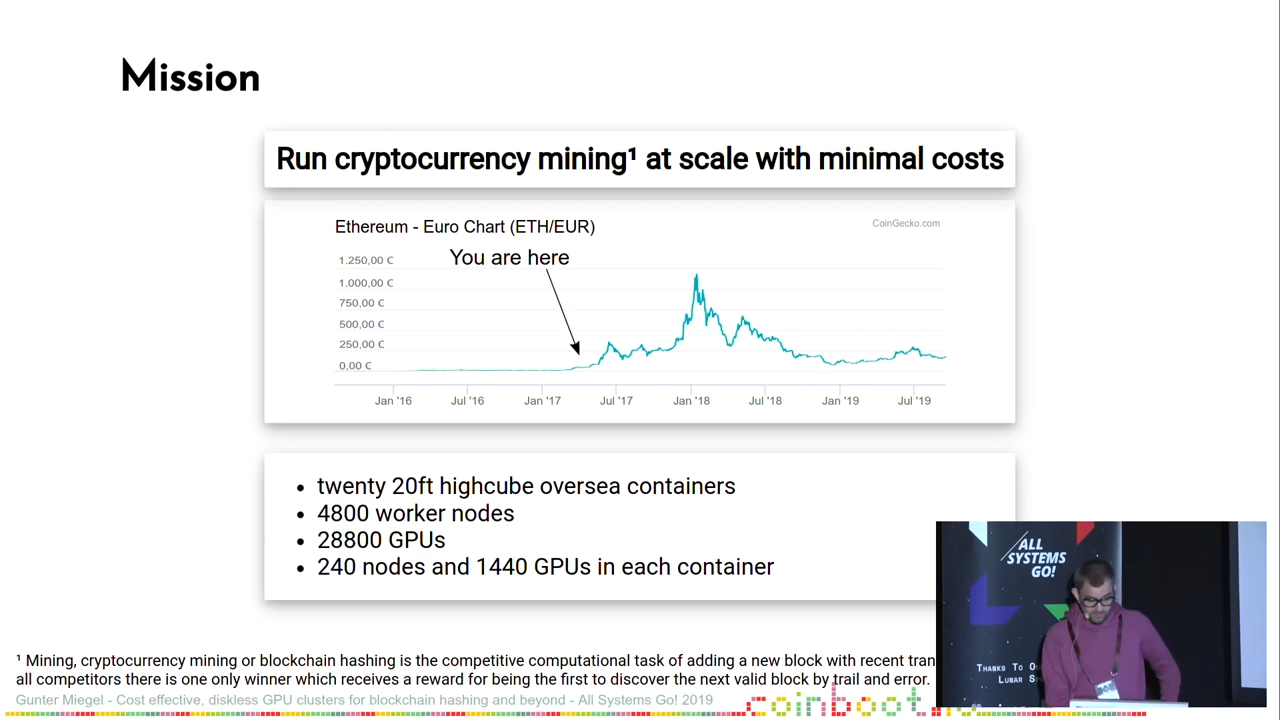 Mission
Run cryptocurrency mining¹ at scale with minimal costs
Ethereum - Euro Chart (ETH/EUR)
CoinGecko.com
You are here
1.250,00 €
1.000,00 €
750,00 €
500,00 €
250,00 €
0,00 €
Jan '16 Jul '16 Jan '17 Jul '17 Jan '18 Jul '18 Jan '19 Jul '19
• twenty 20ft highcube oversea containers
• 4800 worker nodes
• 28800 GPUs
• 240 nodes and 1440 GPUs in each container
ALL
SYSTEMS
GO!
THANKS TO
LUNAR
¹ Mining, cryptocurrency mining or blockchain hashing is the competitive computational task of adding a new block with recent
all competitors there is one only winner which receives a reward for being the first to discover the next valid block by trail and error.
Gunter Miegel - Cost effective, diskless GPU clusters for blockchain hashing and beyond - All Systems Go! 2019
coinboot